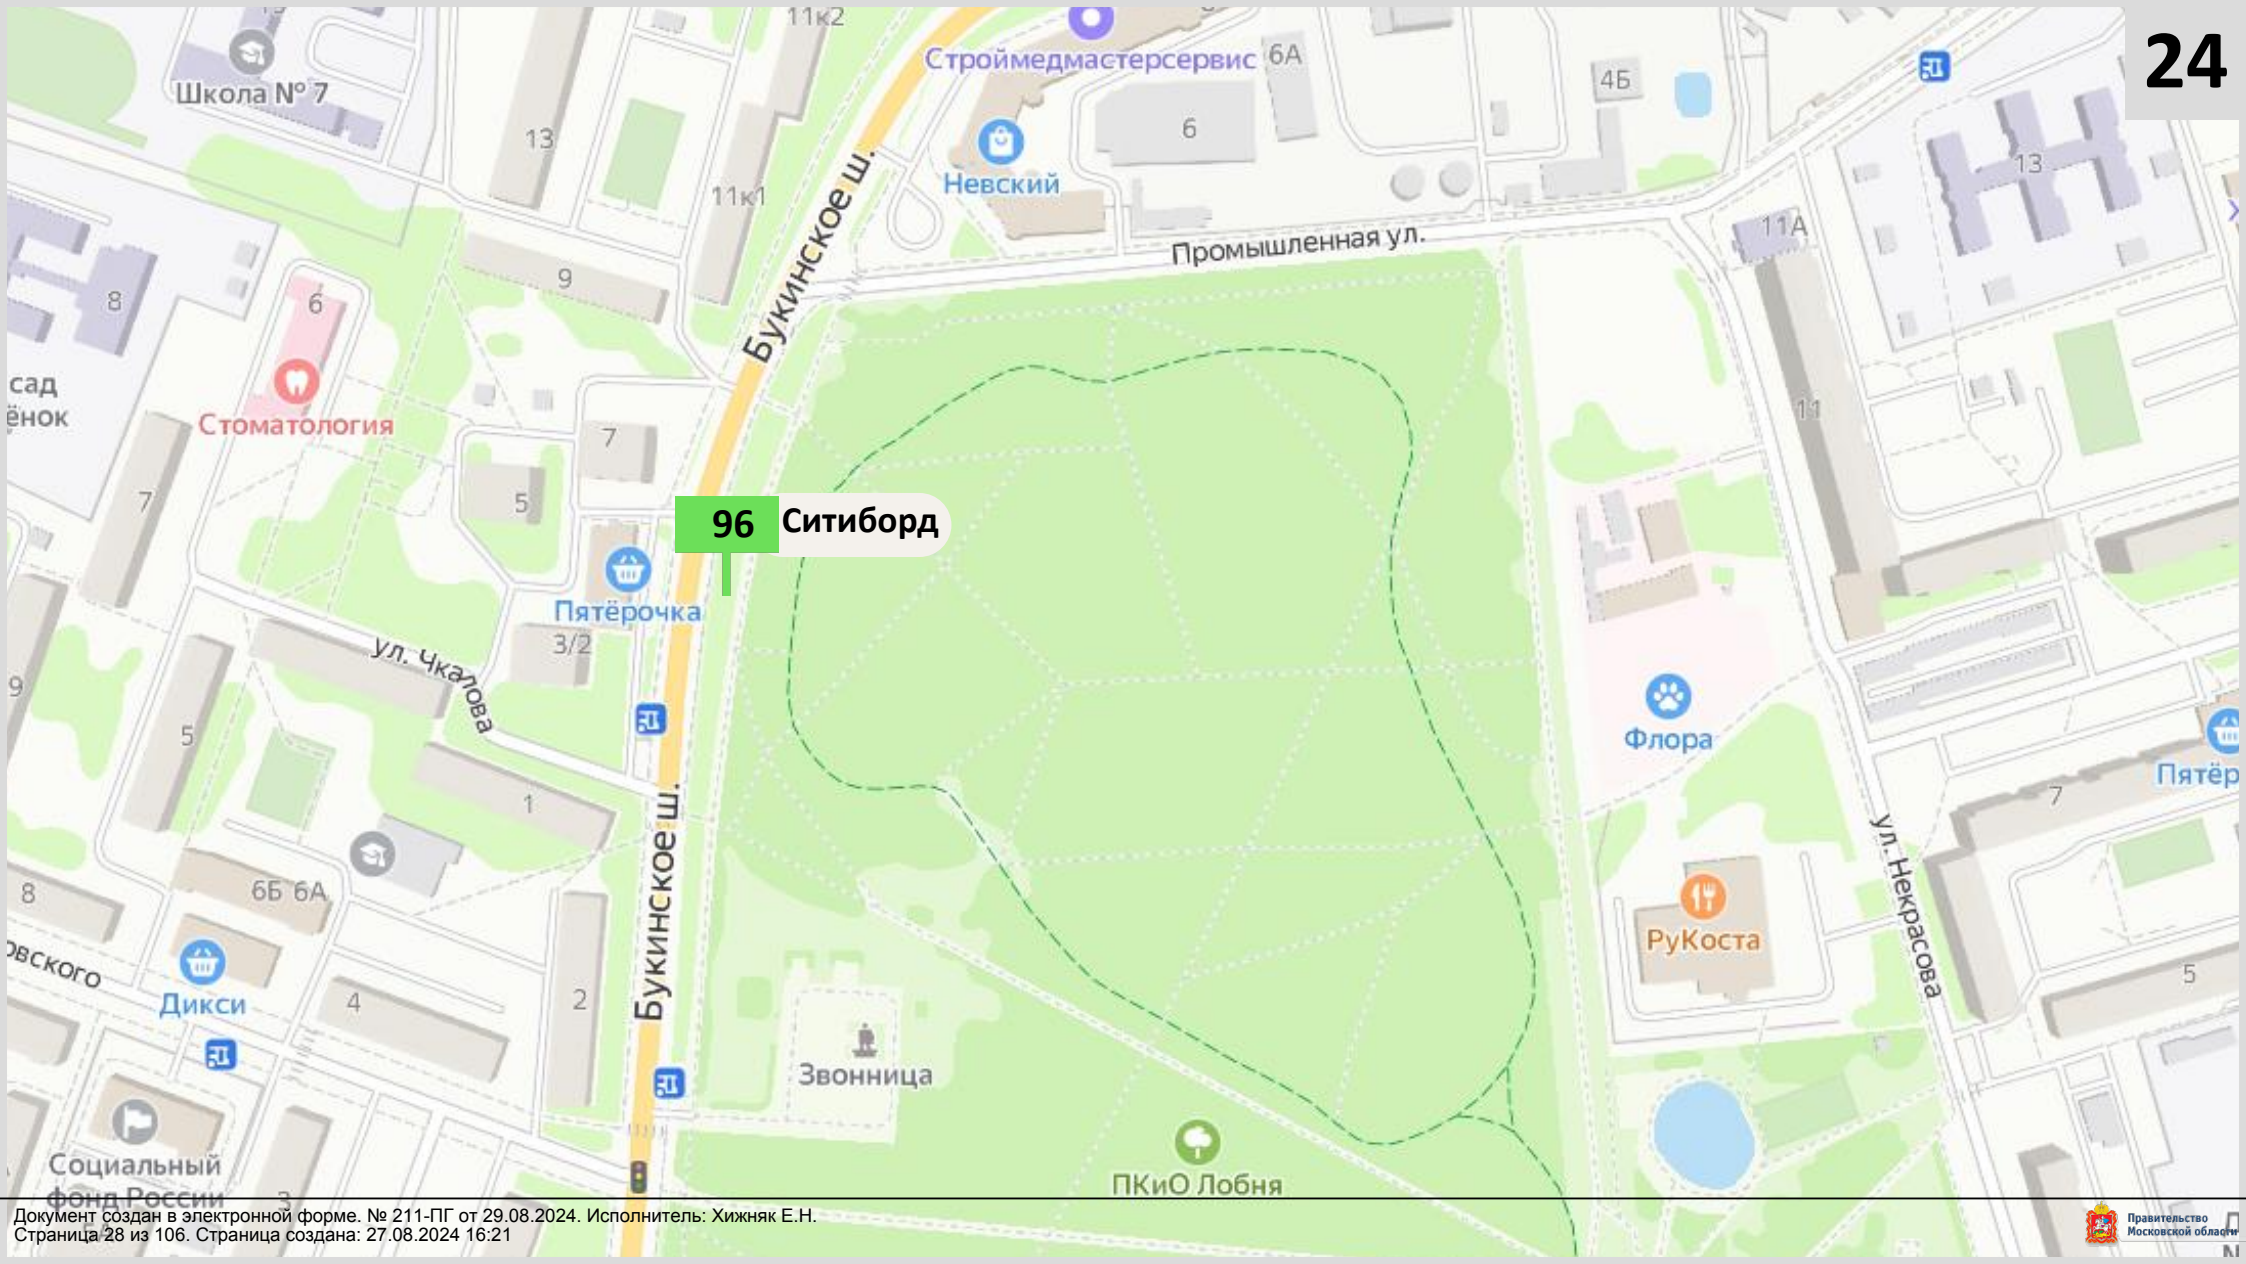 24
11к2
Строймедмастерсервис
6А
4Б
Школа № 7
13
6
Невский
13
11к1
11А
Букинское ш.
Промышленная ул.
9
8
6
сад
ёнок
Стоматология
7
11
7
5
96
Ситиборд
Пятёрочка
3/2
ул. Чкалова
9
5
Флора
Пятёр
7
1
Букинское ш.
ул. Некрасова
8
6Б 6А
РуКоста
овского
Дикси
4
2
5
Звонница
Социальный
фонд России
3
ПКиО Лобня
Документ создан в электронной форме. № 211-ПГ от 29.08.2024. Исполнитель: Хижняк Е.Н.
Страница 28 из 106. Страница создана: 27.08.2024 16:21
Правительство
Московской области